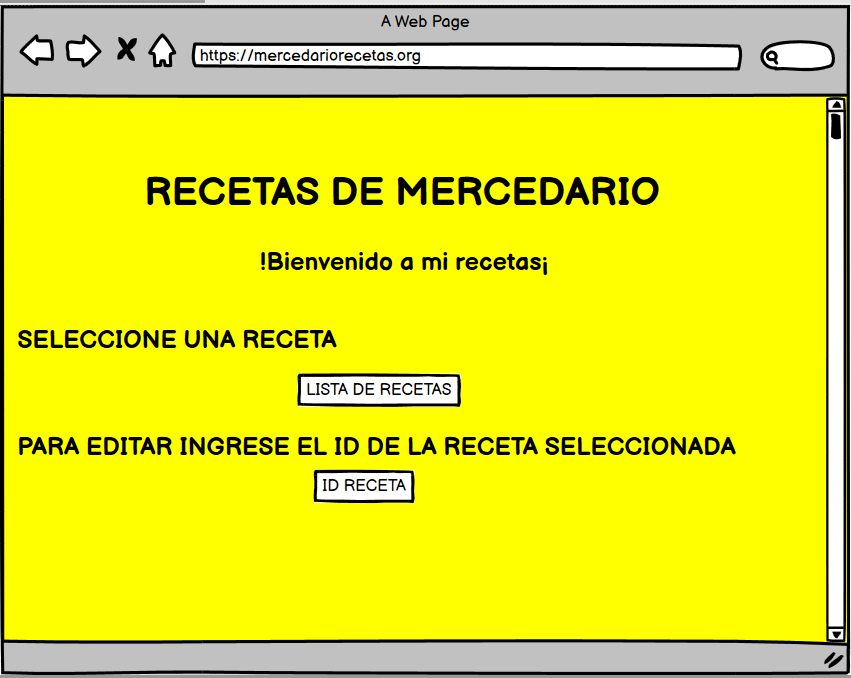 A Web Page
https://mercedariorecetas.org
RECETAS DE MERCEDARIO
!Bienvenido a mi recetas¡
SELECCIONE UNA RECETA
LISTA DE RECETAS
PARA EDITAR INGRESE EL ID DE LA RECETA SELECCIONADA
ID RECETA